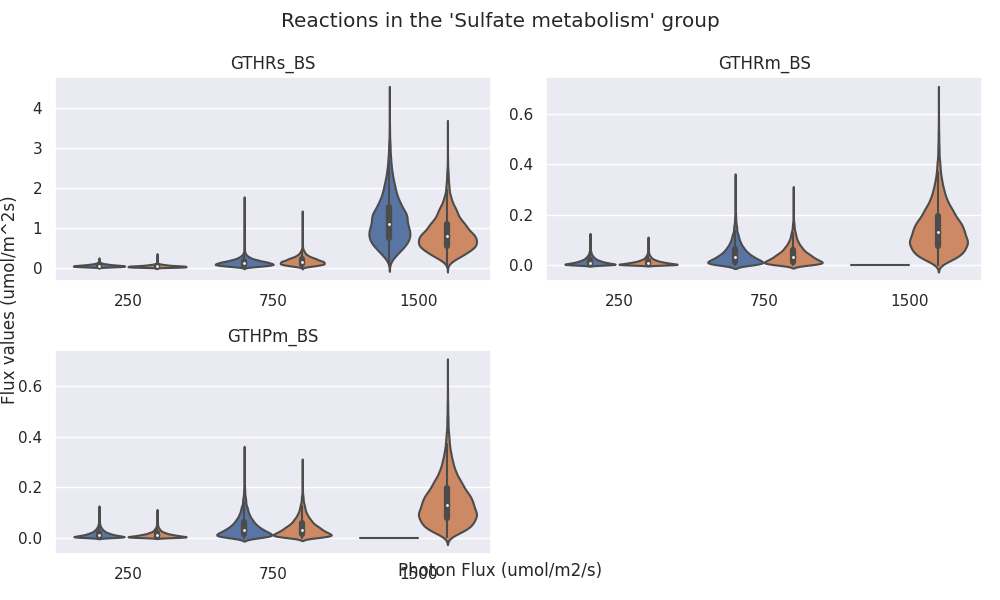 Reactions in the 'Sulfate metabolism' group
GTHRs_BS
4
3
2
1
0
250 750 1500
GTHRm_BS
0.6
0.4
0.2
0.0
250 750 1500
Flux values (umol/m^2s)
GTHPm_BS
0.6
0.4
0.2
0.0
250 750 1500
Photon Flux (umol/m2/s)